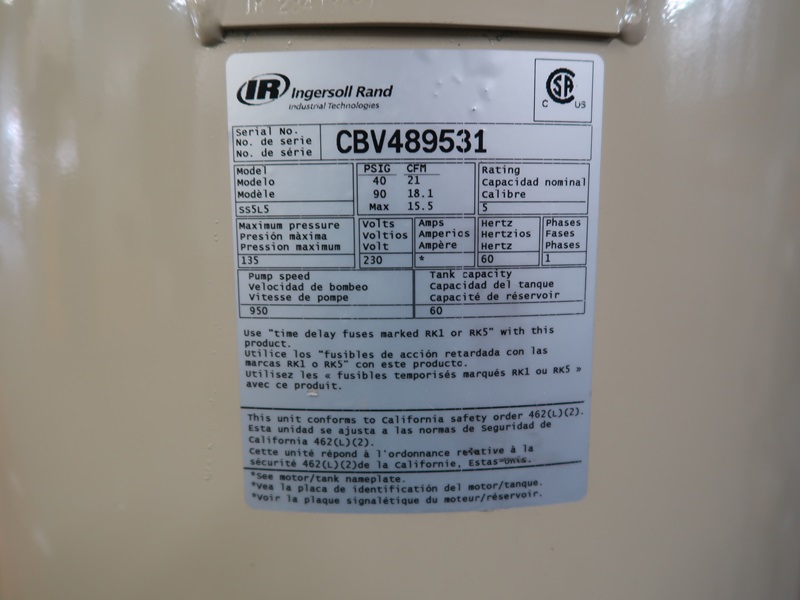 IR Ingersoll Rand
Industrial Technologies
CSA
C US
Serial No.
No. de serie
No. de série
CBV489531
Model
Modelo
Modèle
SS5L5
PSIG CFM
40 21
90 18.1
Max 15.5
Rating
Capacidad nominal
Calibre
5
Maximum pressure
Presión màxima
Pression maximum
135
Volts
Voltios
Volt
230
Amps
Amperics
Ampère
*
Hertz
Hertzios
Hertz
60
Phases
Fases
Phases
1
Pump speed
Velocidad de bombeo
Vitesse de pompe
950
Tank capacity
Capacidad del tanque
Capacité de réservoir
60
Use "time delay fuses marked RK1 or RK5" with this
product.
Utilice los "fusibles de acción retardada con las
marcas RK1 o RK5" con este producto.
Utilisez les « fusibles temporisés marqués RK1 ou RK5 »
avec ce produit.
This unit conforms to California safety order 462(L)(2).
Esta unidad se ajusta a las normas de Seguridad de
California 462(L)(2).
Cette unité répond à l'ordonnance relative à la
sécurité 462(L)(2)de la Californie, Estas Unis.
*See motor/tank nameplate.
*Vea la placa de identificación del motor/tanque.
*Voir la plaque signalétique du moteur/réservoir.